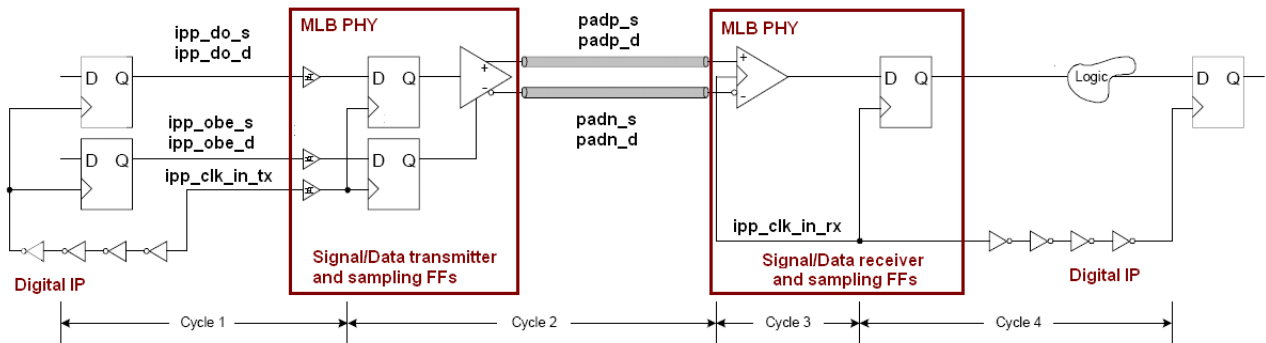 ipp_do_s
ipp_do_d
MLB PHY
padp_s
padp_d
MLB PHY
D Q
D Q
+
-
+
-
D Q
Logic
D Q
ipp_obe_s
ipp_obe_d
padn_s
padn_d
D Q
D Q
ipp_clk_in_tx
ipp_clk_in_rx
Signal/Data transmitter
and sampling FFs
Signal/Data receiver
and sampling FFs
Digital IP
Digital IP
Cycle 1
Cycle 2
Cycle 3
Cycle 4